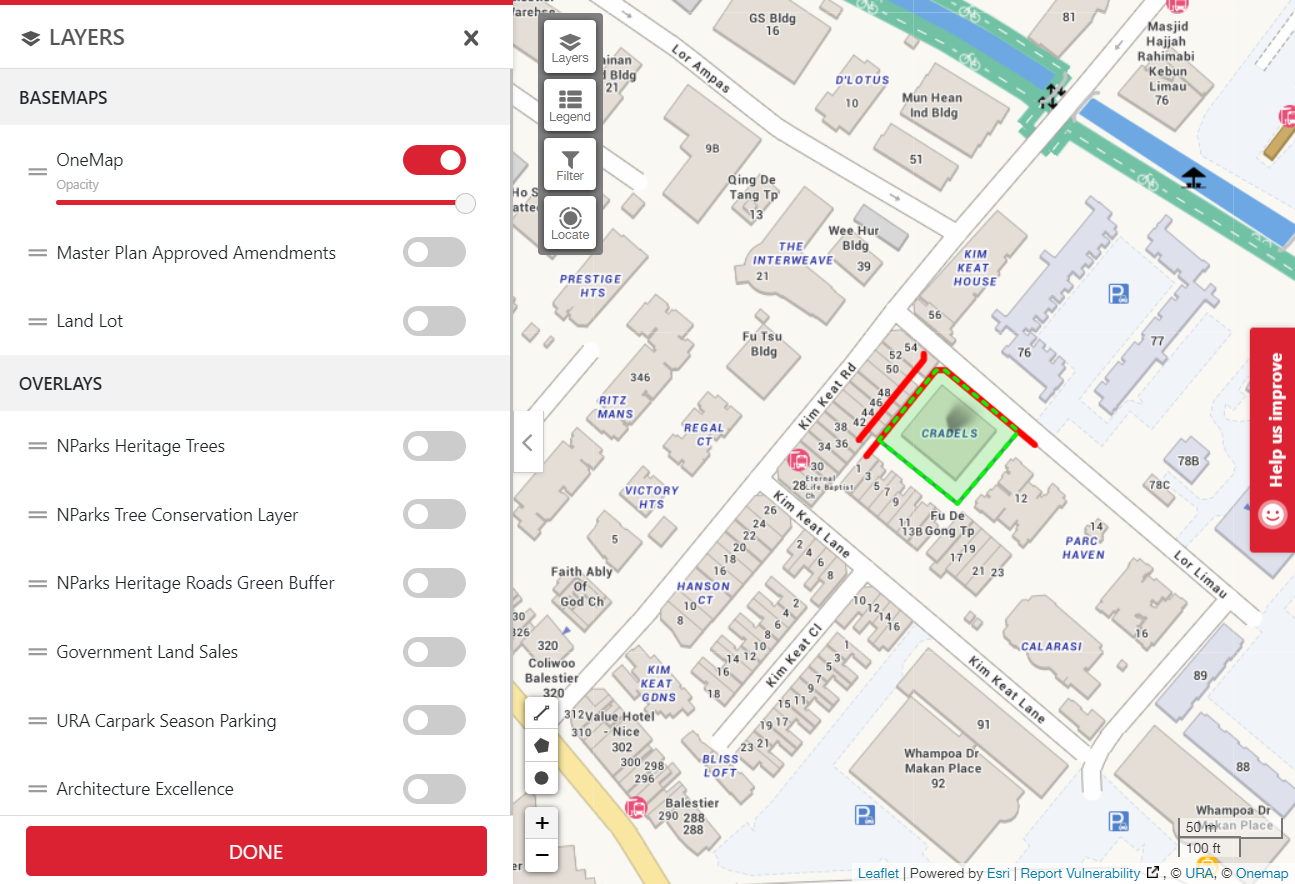 LAYERS
BASEMAPS
OneMap
Opacity
Master Plan Approved Amendments
Land Lot
OVERLAYS
NParks Heritage Trees
NParks Tree Conservation Layer
NParks Heritage Roads Green Buffer
Government Land Sales
URA Carpark Season Parking
Architecture Excellence
DONE
Layers
Legend
Filter
Locate
GS Bldg
16
81
Masjid
Hajjah
Rahimabi
Kebun
Limau
76
Lor Ampas
21
D'LOTUS
10
Mun Hean
Ind Bldg
51
9B
Qing De
Tang Tp
13
Wee Hur
Bldg
39
THE
INTERWEAVE
21
PRESTIGE
HTS
KIM
KEAT
HOUSE
56
76
77
Fu Tsu
Bldg
346
RITZ
MANS
REGAL
CT
Kim Keat Rd
54
52
50
48
46
44
42
38
36
34
30
28
Eternal
Life Baptist
Ch
CRADELS
1
3
5
7
9
11
13B
Fu De
Gong Tp
17
19
21 23
12
14
PARC
HAVEN
78B
78C
Lor Limau
16
VICTORY
HTS
5
Kim Keat Lane
26
24
22
20
18
16
HANSON
CT
10
8
2
4
6
8
2
4
6
8
10
12
14
16
18
10
12
14
16
Kim Keat Cl
1
3
5
7
9
11
15
17
19
21
23
Faith Ably
Of
God Ch
30
326
320
Coliwoo
Balestier
320
KIM
KEAT
GDNS
312
310
Value Hotel
- Nice
302
300 298
296
BLISS
LOFT
Balestier
290 288
288
CALARASI
Kim Keat Lane
91
Whampoa Dr
Makan Place
92
89
88
Whampoa Dr
Makan Place
50 m
100 ft
Help us improve
Leaflet | Powered by Esri | Report Vulnerability , © URA, © Onemap